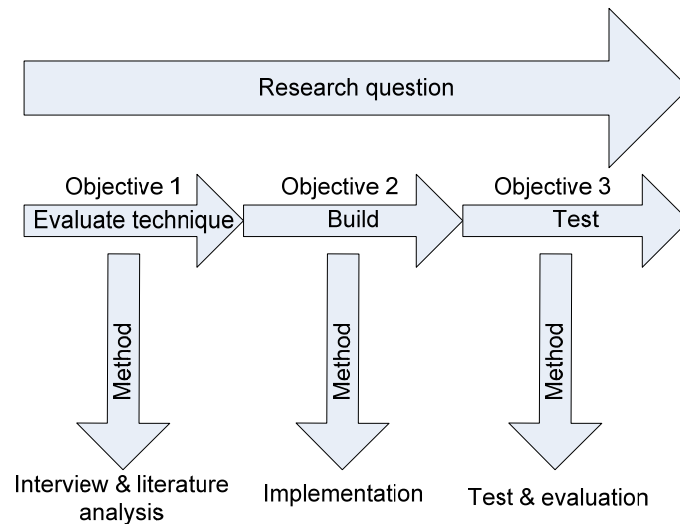 Research question
Objective 1
Objective 2
Objective 3
Evaluate technique
Build
Test
Method
Method
Method
Interview & literature
analysis
Implementation
Test & evaluation